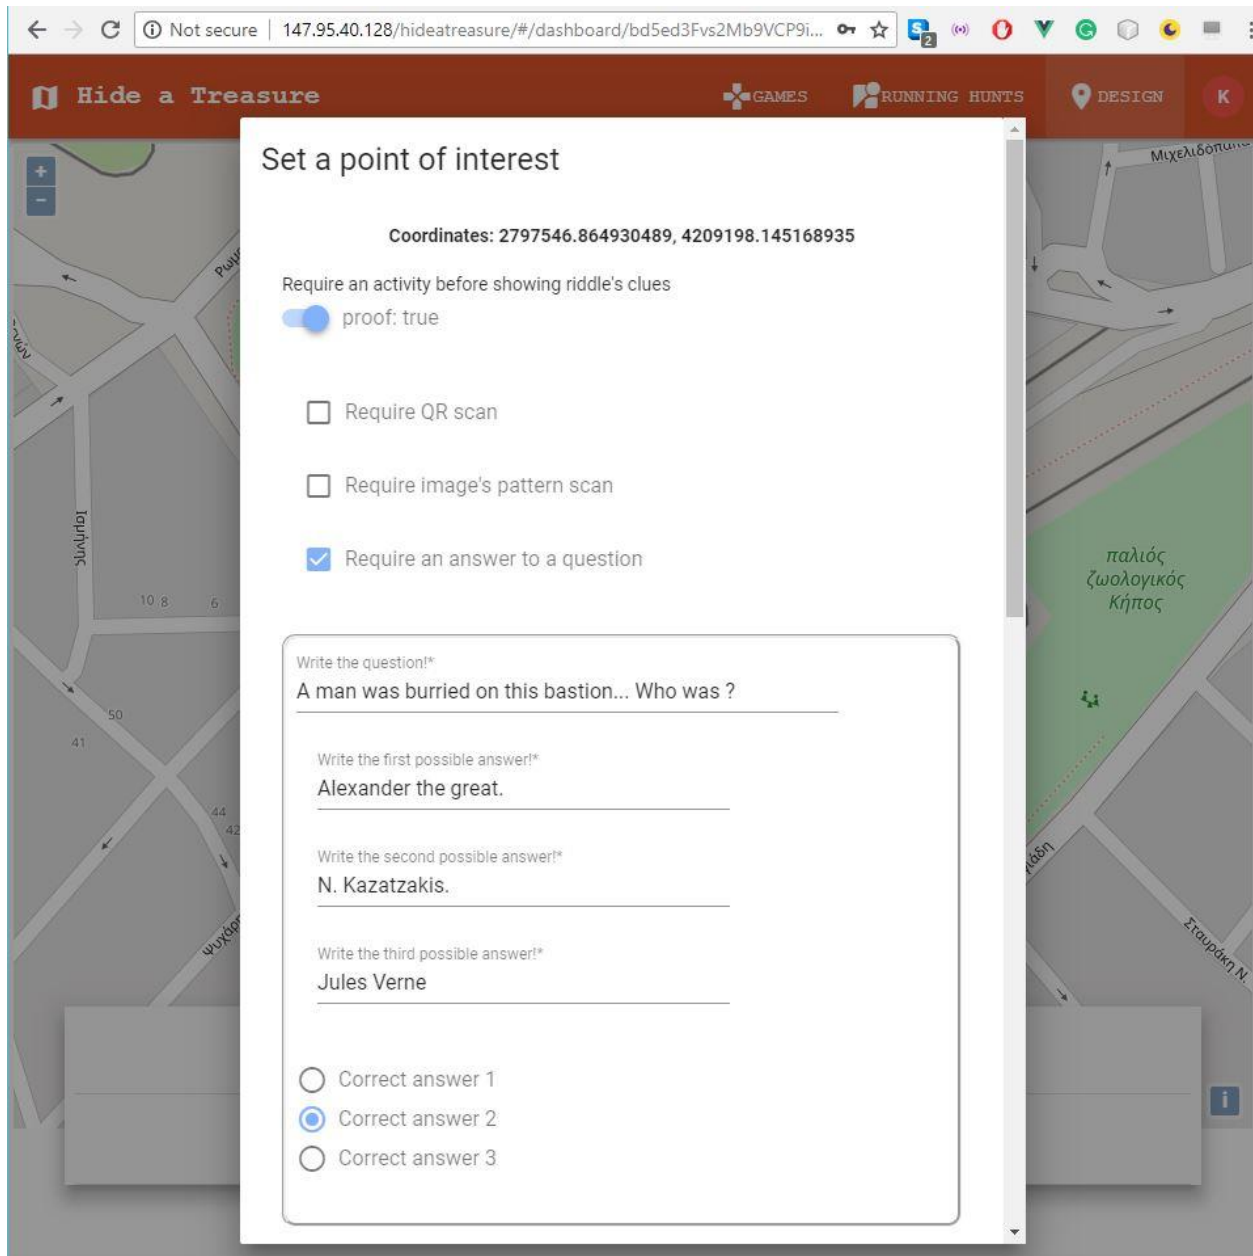 Not secure | 147.95.40.128/hideatreasure/#/dashboard/bd5ed3Fvs2Mb9VCP9i...
2
Hide a Treasure
GAMES
RUNNING HUNTS
DESIGN
K
+
−
Set a point of interest
Coordinates: 2797546.864930489, 4209198.145168935
Require an activity before showing riddle's clues
proof: true
Require QR scan
Require image's pattern scan
Require an answer to a question
Write the question!*
A man was burried on this bastion... Who was ?
Write the first possible answer!*
Alexander the great.
Write the second possible answer!*
N. Kazatzakis.
Write the third possible answer!*
Jules Verne
Correct answer 1
Correct answer 2
Correct answer 3
Ισμήνης
10 8
6
50
41
44
42
παλιός
ζωολογικός
Κήπος
Σταυράκη Ν.
i